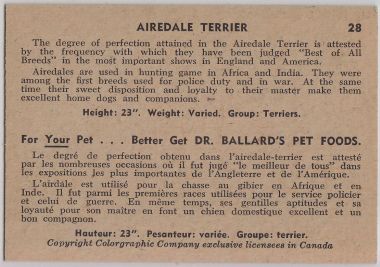 AIREDALE TERRIER 28
The degree of perfection attained in the Airedale Terrier is attested
by the frequency with which they have been judged "Best of All
Breeds" in the most important shows in England and America.
Airedales are used in hunting game in Africa and India. They were
among the first breeds used for police duty and in war. At the same
time their sweet disposition and loyalty to their master make them
excellent home dogs and companions.
Height: 23". Weight: Varied. Group: Terriers.
For Your Pet . . . Better Get DR. BALLARD'S PET FOODS.
Le degré de perfection obtenu dans l'airedale-terrier est attesté
par les nombreuses occasions où il fut jugé "le meilleur de tous" dans
les expositions les plus importantes de l'Angleterre et de l'Amérique.
L'airdale est utilisé pour la chasse au gibier en Afrique et en
Inde. Il fut parmi les premières races utilisées pour le service policier
et celui de guerre. En même temps, ses gentilles aptitudes et sa
loyauté pour son maître en font un chien domestique excellent et un
bon compagnon.
Hauteur: 23". Pesanteur: variée. Groupe: terrier.
Copyright Colorgraphic Company exclusive licensees in Canada